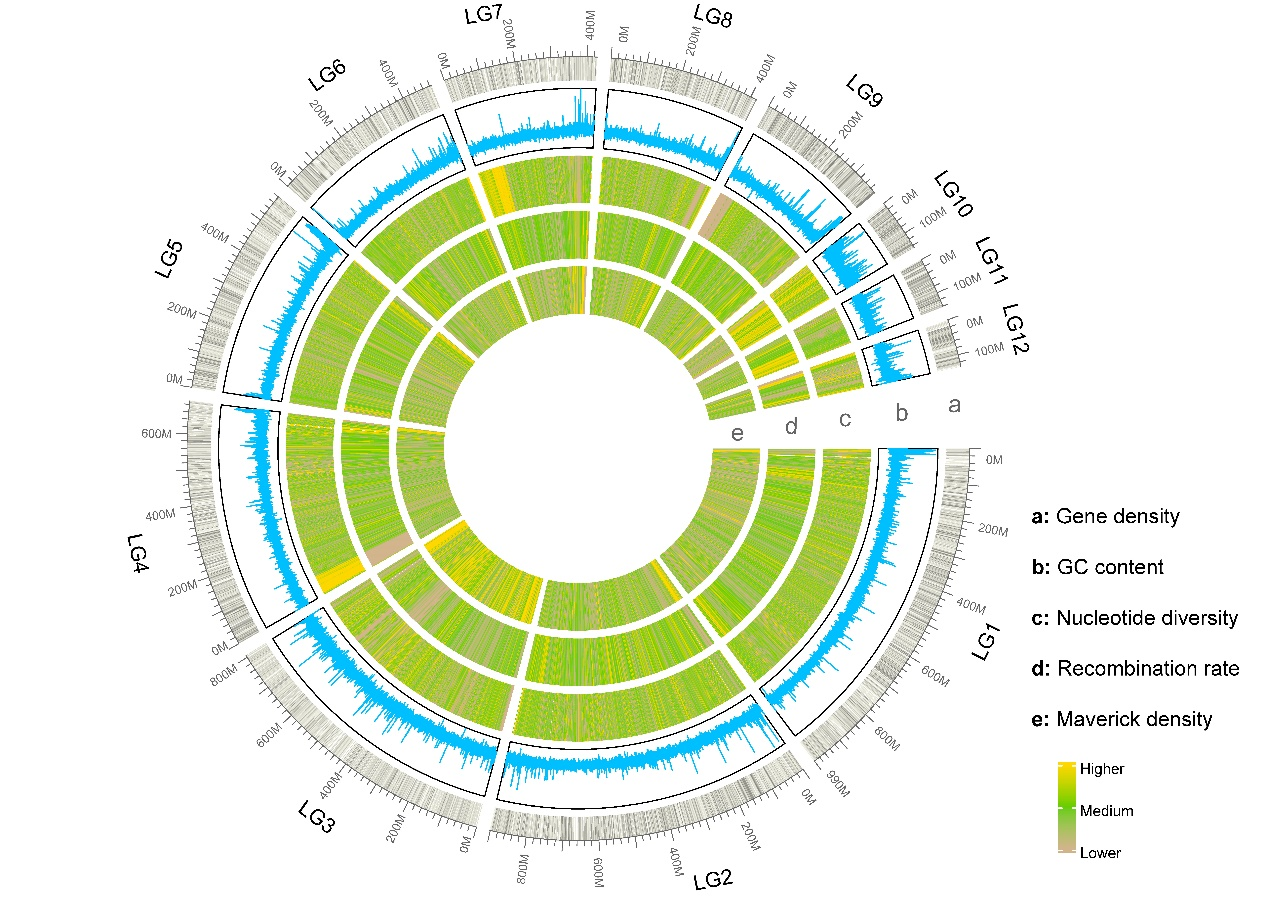 LG7
LG8
200M
400M
0M
200M
400M
LG6
0M
400M
200M
0M
LG9
0M
200M
LG10
0M
100M
LG11
0M
100M
LG12
0M
100M
LG5
400M
200M
0M
e d c b a
LG4
600M
400M
200M
0M
LG1
0M
200M
400M
600M
800M
990M
LG3
800M
600M
400M
200M
0M
LG2
800M
600M
400M
200M
0M
a: Gene density
b: GC content
c: Nucleotide diversity
d: Recombination rate
e: Maverick density
Higher
Medium
Lower